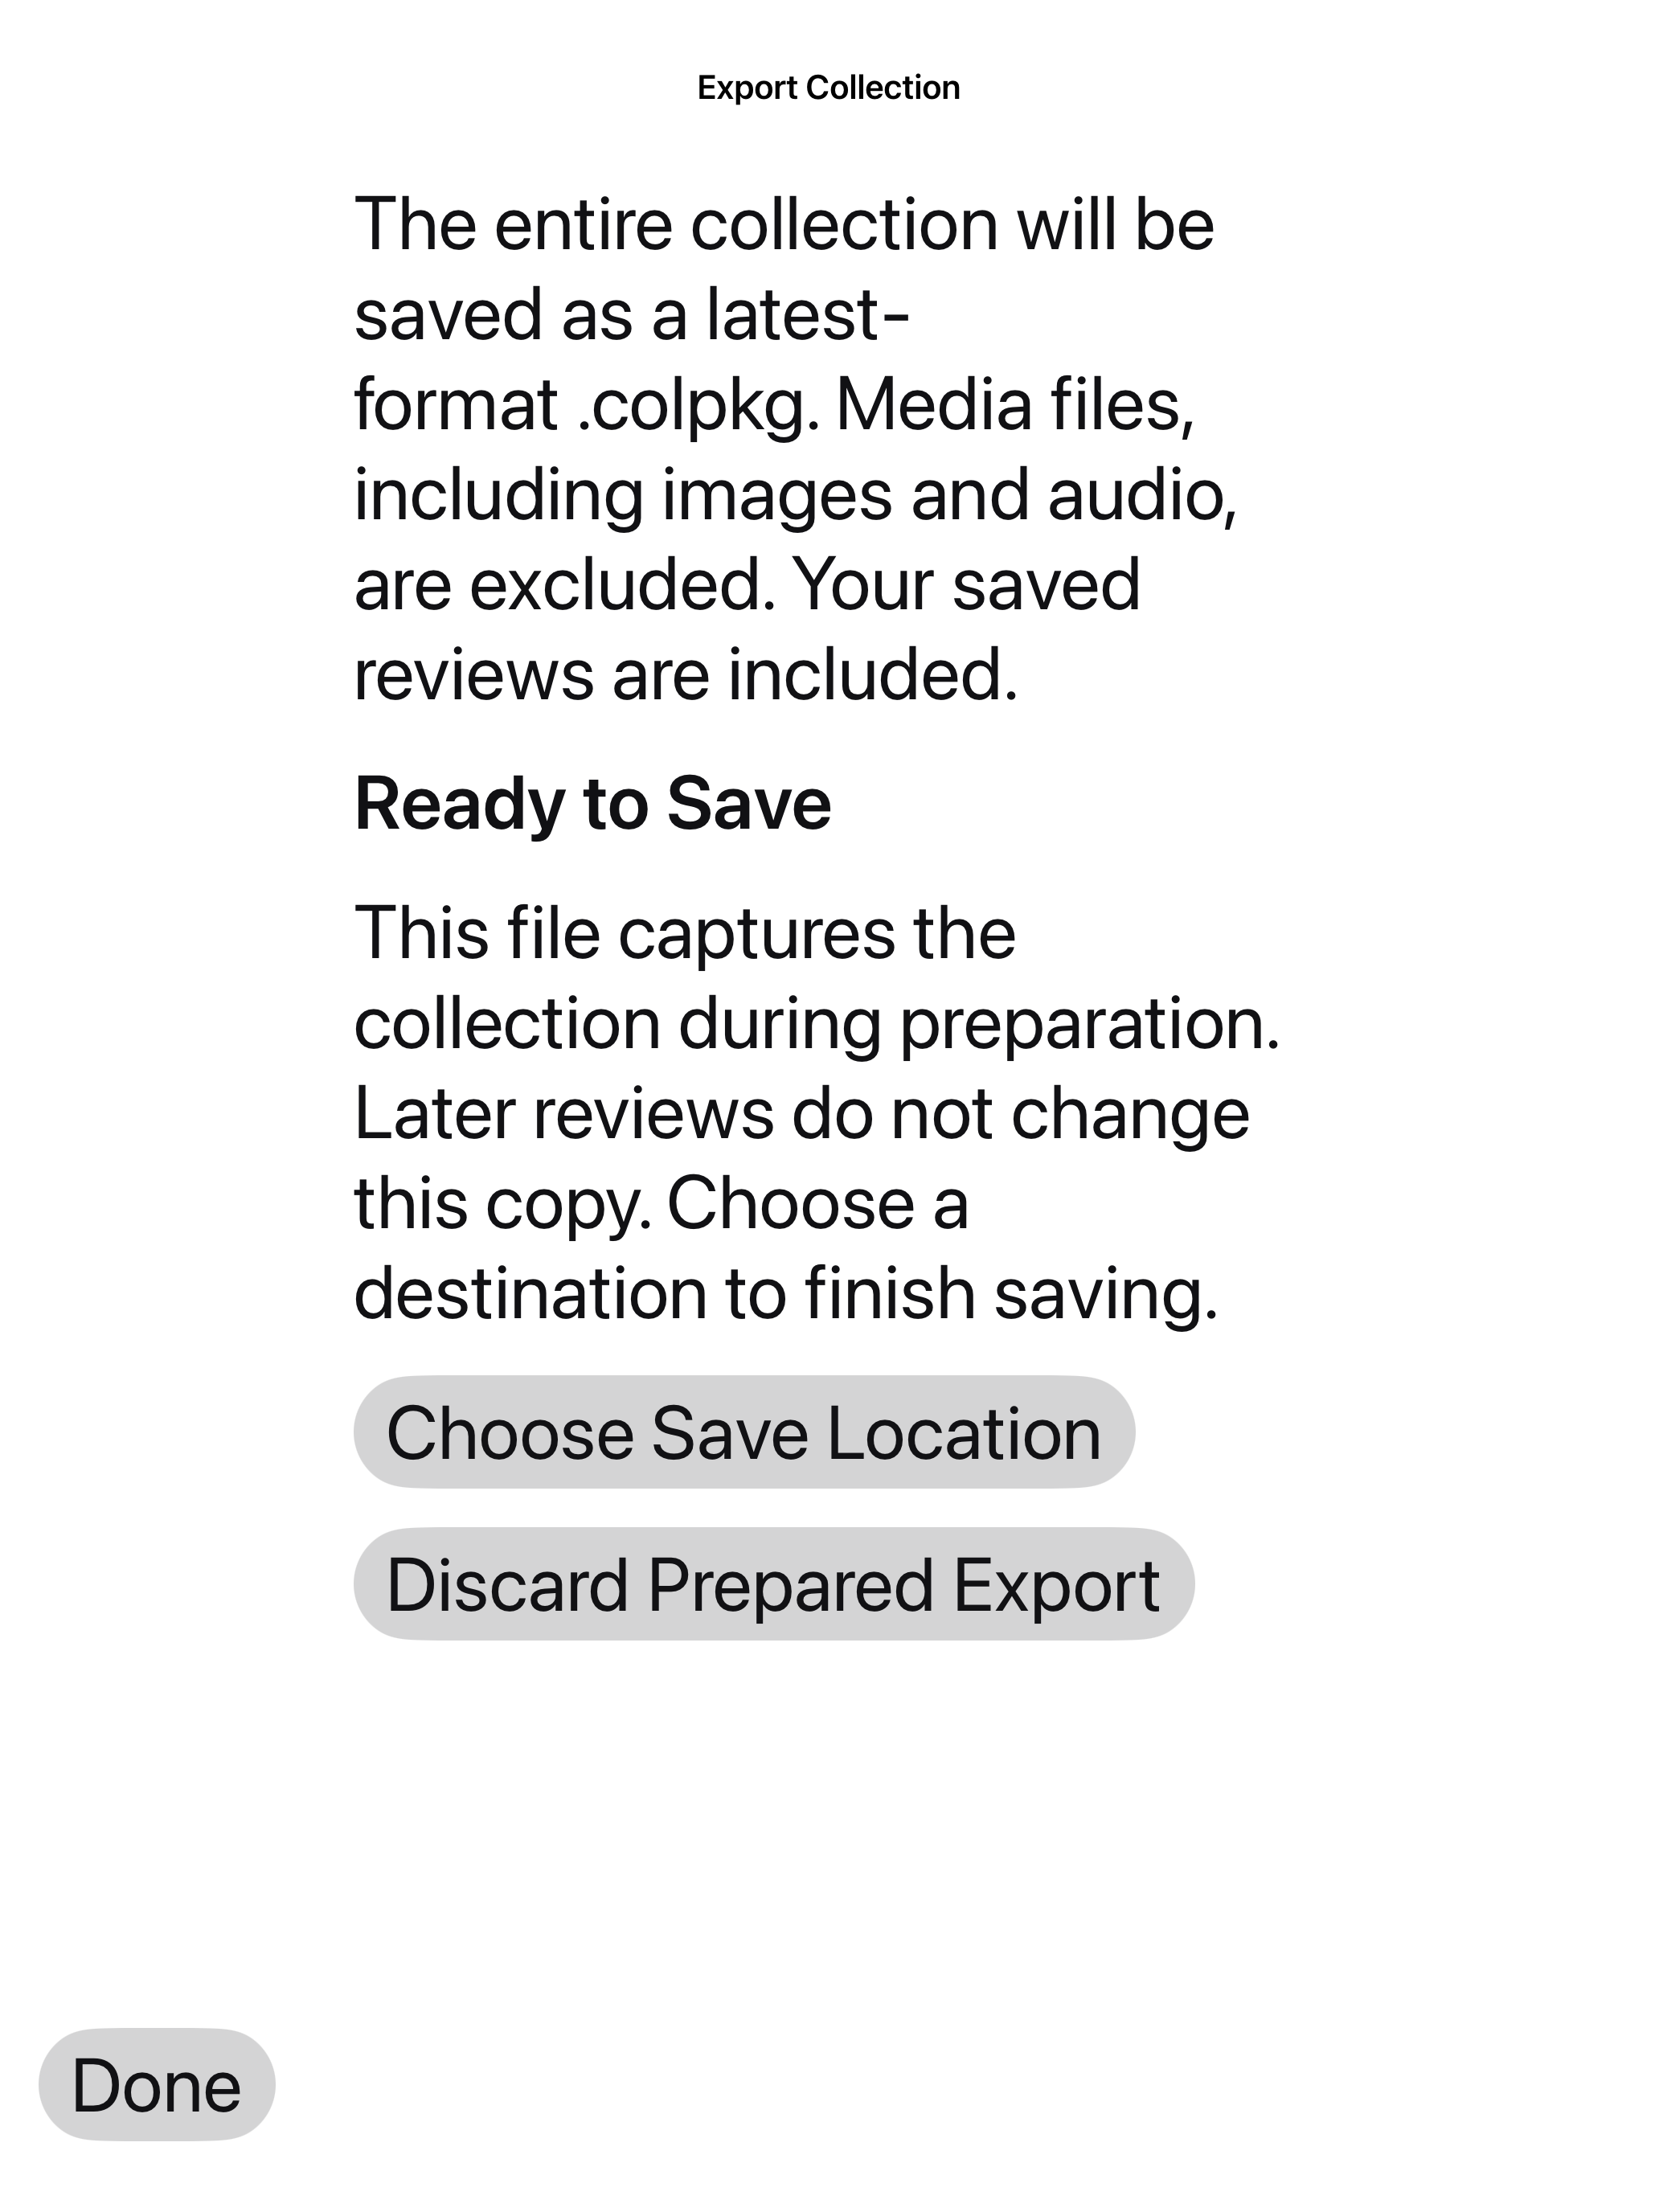 Export Collection
The entire collection will be
saved as a latest-
format .colpkg. Media files,
including images and audio,
are excluded. Your saved
reviews are included.
Ready to Save
This file captures the
collection during preparation.
Later reviews do not change
this copy. Choose a
destination to finish saving.
Choose Save Location
Discard Prepared Export
Done